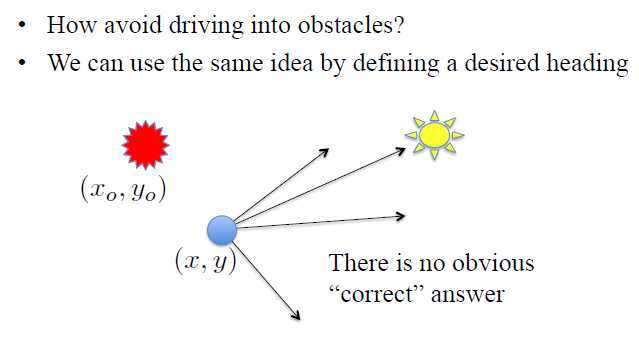 • How avoid driving into obstacles?
• We can use the same idea by defining a desired heading
(x_o, y_o)
(x, y)
There is no obvious
“correct” answer